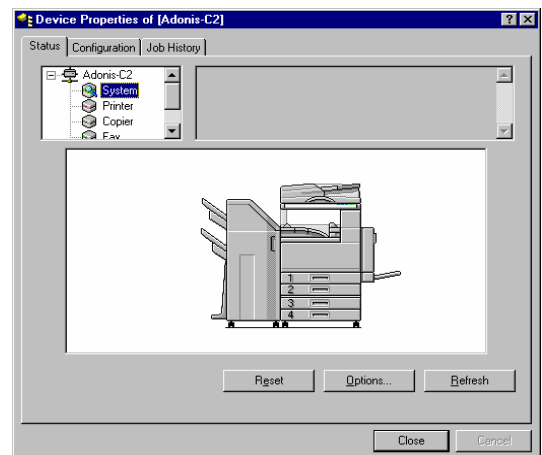 Device Properties of [Adonis-C2]
Status Configuration Job History
Adonis-C2
System
Printer
Copier
Fax
1
2
3
4
Reset Options... Refresh
Close Cancel